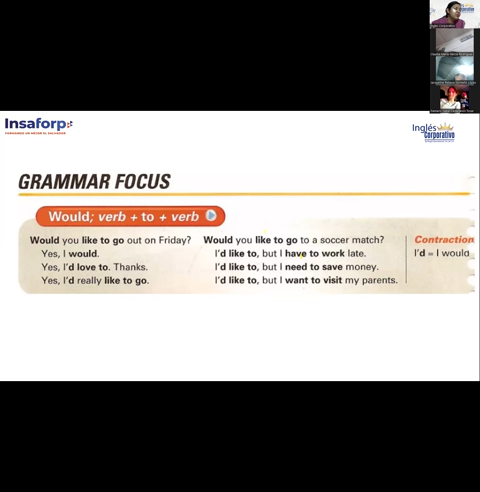 Insaforp
Inglés
Corporativo
GRAMMAR FOCUS
Would; verb + to + verb
Would you like to go out on Friday?
Yes, I would.
Yes, I'd love to. Thanks.
Yes, I'd really like to go.
Would you like to go to a soccer match?
I'd like to, but I have to work late.
I'd like to, but I need to save money.
I'd like to, but I want to visit my parents.
Contraction
I'd = I would